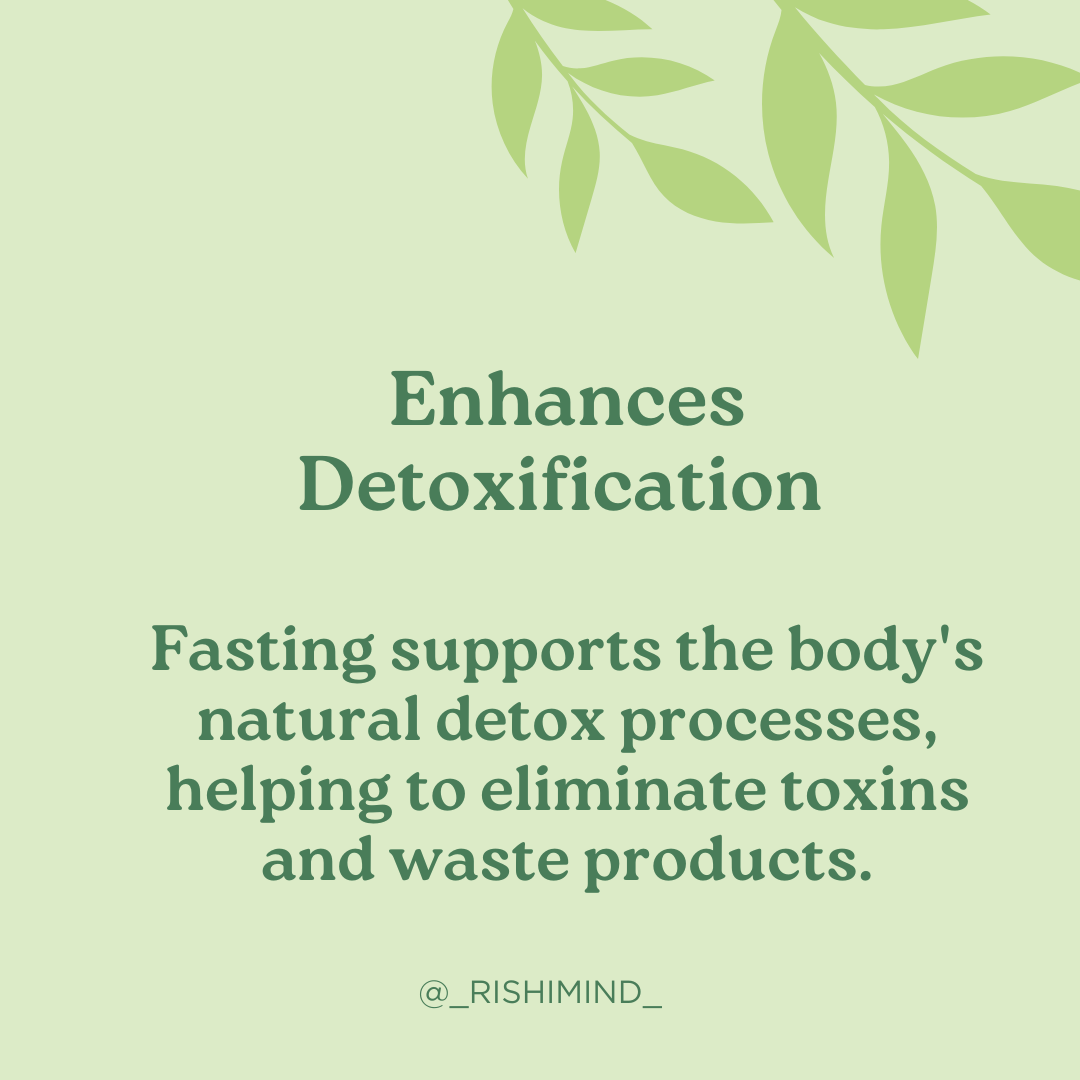 Enhances
Detoxification
Fasting supports the body's
natural detox processes,
helping to eliminate toxins
and waste products.
@_RISHIMIND_